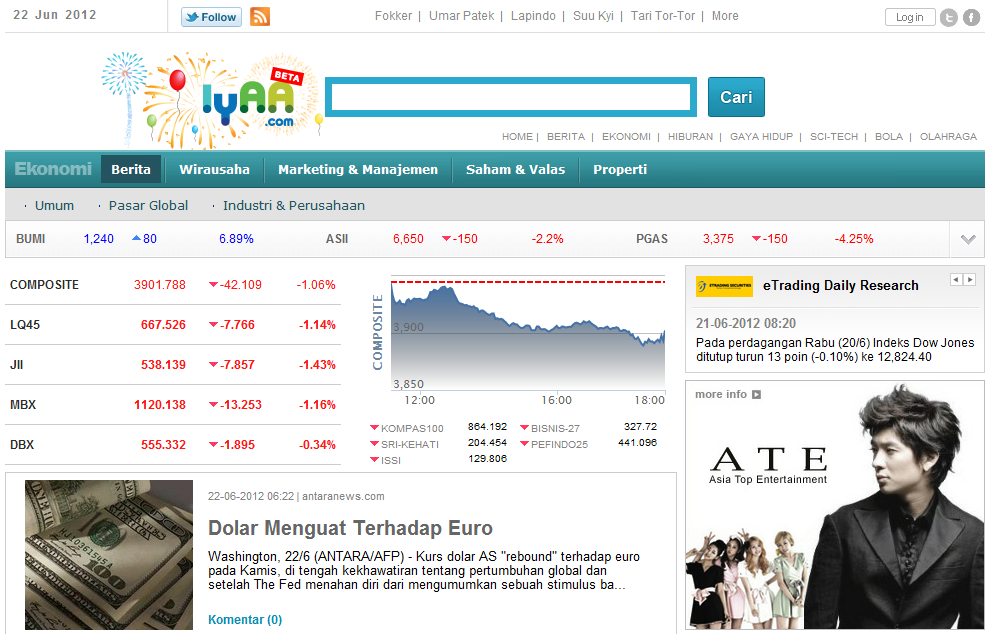 22 Jun 2012
Follow
Fokker | Umar Patek | Lapindo | Suu Kyi | Tari Tor-Tor | More
Login
IyAA
.com
BETA
Cari
HOME | BERITA | EKONOMI | HIBURAN | GAYA HIDUP | SCI-TECH | BOLA | OLAHRAGA
Ekonomi Berita Wirausaha Marketing & Manajemen Saham & Valas Properti
· Umum · Pasar Global · Industri & Perusahaan
BUMI 1,240 80 6.89% ASII 6,650 -150 -2.2% PGAS 3,375 -150 -4.25%
COMPOSITE 3901.788 -42.109 -1.06%
LQ45 667.526 -7.766 -1.14%
JII 538.139 -7.857 -1.43%
MBX 1120.138 -13.253 -1.16%
DBX 555.332 -1.895 -0.34%
COMPOSITE
3,900
3,850
12:00 16:00 18:00
KOMPAS100 864.192 BISNIS-27 327.72
SRI-KEHATI 204.454 PEFINDO25 441.096
ISSI 129.806
ETRADING SECURITIES
eTrading Daily Research
21-06-2012 08:20
Pada perdagangan Rabu (20/6) Indeks Dow Jones
ditutup turun 13 poin (-0.10%) ke 12,824.40
more info
ATE
Asia Top Entertainment
22-06-2012 06:22 | antaranews.com
Dolar Menguat Terhadap Euro
Washington, 22/6 (ANTARA/AFP) - Kurs dolar AS "rebound" terhadap euro
pada Kamis, di tengah kekhawatiran tentang pertumbuhan global dan
setelah The Fed menahan diri dari mengumumkan sebuah stimulus ba...
Komentar (0)